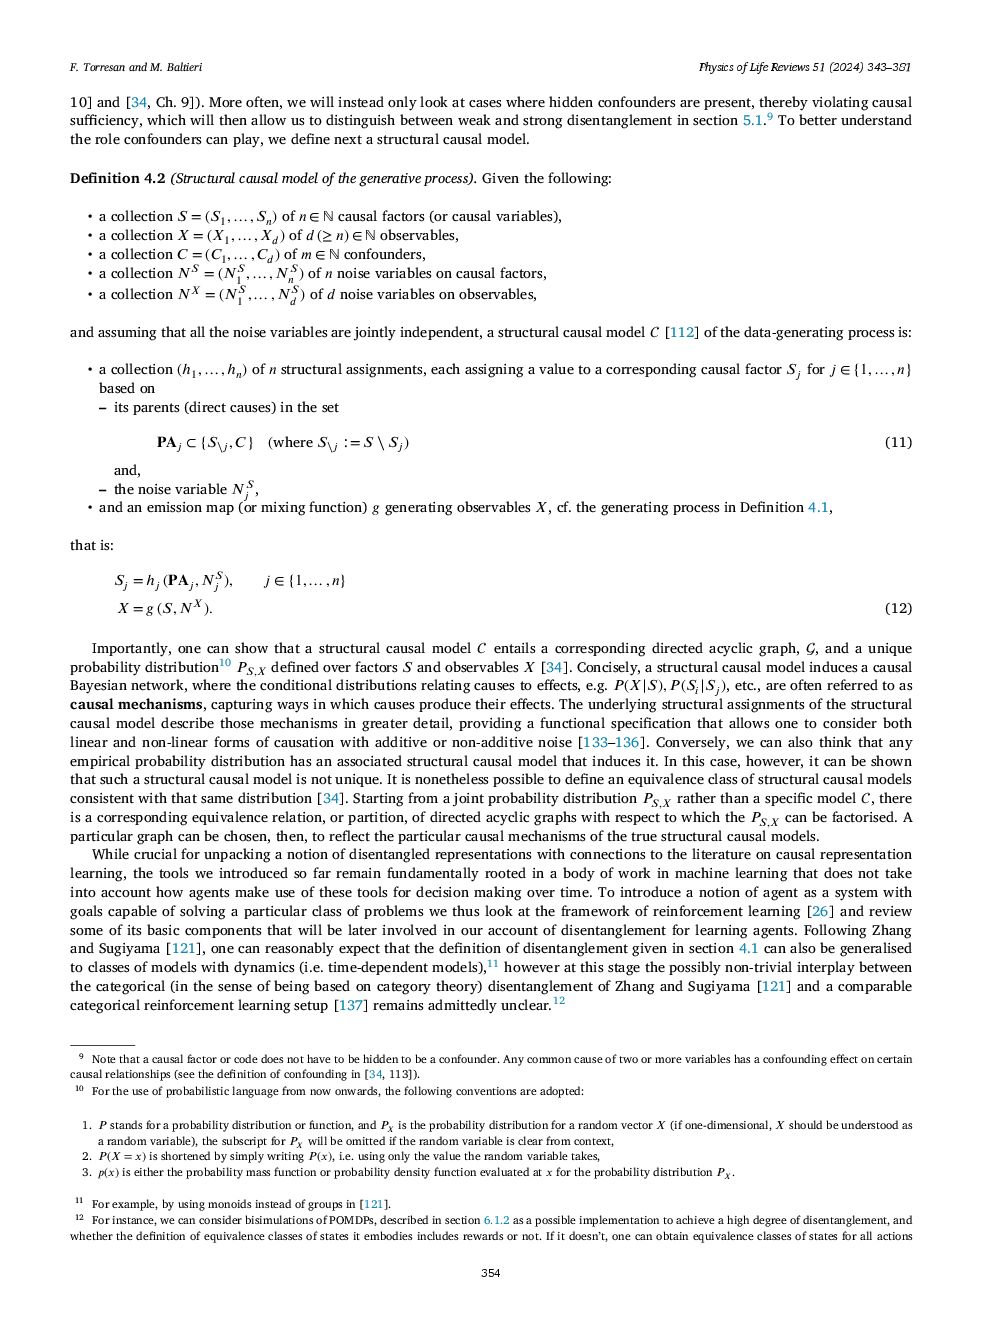 F. Torresan and M. Baltieri
Physics of Life Reviews 51 (2024) 343–381
10] and [34, Ch. 9]). More often, we will instead only look at cases where hidden confounders are present, thereby violating causal
sufficiency, which will then allow us to distinguish between weak and strong disentanglement in section 5.1.⁹ To better understand
the role confounders can play, we define next a structural causal model.
Definition 4.2 (Structural causal model of the generative process). Given the following:
• a collection S = (S₁, … , Sₙ) of n ∈ ℕ causal factors (or causal variables),
• a collection X = (X₁, … , X_d) of d (≥ n) ∈ ℕ observables,
• a collection C = (C₁, … , C_d) of m ∈ ℕ confounders,
• a collection N^S = (N₁^S, … , Nₙ^S) of n noise variables on causal factors,
• a collection N^X = (N₁^S, … , N_d^S) of d noise variables on observables,
and assuming that all the noise variables are jointly independent, a structural causal model 𝒞 [112] of the data-generating process is:
• a collection (h₁, … , hₙ) of n structural assignments, each assigning a value to a corresponding causal factor S_j for j ∈ {1, … , n}
based on
– its parents (direct causes) in the set
PA_j ⊂ {S_{\j}, C} (where S_{\j} := S \ S_j) (11)
and,
– the noise variable N_j^S,
• and an emission map (or mixing function) g generating observables X, cf. the generating process in Definition 4.1,
that is:
S_j = h_j (PA_j, N_j^S), j ∈ {1, … , n}
X = g (S, N^X). (12)
Importantly, one can show that a structural causal model 𝒞 entails a corresponding directed acyclic graph, 𝒢, and a unique
probability distribution¹⁰ P_{S,X} defined over factors S and observables X [34]. Concisely, a structural causal model induces a causal
Bayesian network, where the conditional distributions relating causes to effects, e.g. P(X|S), P(S_i|S_j), etc., are often referred to as
causal mechanisms, capturing ways in which causes produce their effects. The underlying structural assignments of the structural
causal model describe those mechanisms in greater detail, providing a functional specification that allows one to consider both
linear and non-linear forms of causation with additive or non-additive noise [133–136]. Conversely, we can also think that any
empirical probability distribution has an associated structural causal model that induces it. In this case, however, it can be shown
that such a structural causal model is not unique. It is nonetheless possible to define an equivalence class of structural causal models
consistent with that same distribution [34]. Starting from a joint probability distribution P_{S,X} rather than a specific model 𝒞, there
is a corresponding equivalence relation, or partition, of directed acyclic graphs with respect to which the P_{S,X} can be factorised. A
particular graph can be chosen, then, to reflect the particular causal mechanisms of the true structural causal models.
While crucial for unpacking a notion of disentangled representations with connections to the literature on causal representation
learning, the tools we introduced so far remain fundamentally rooted in a body of work in machine learning that does not take
into account how agents make use of these tools for decision making over time. To introduce a notion of agent as a system with
goals capable of solving a particular class of problems we thus look at the framework of reinforcement learning [26] and review
some of its basic components that will be later involved in our account of disentanglement for learning agents. Following Zhang
and Sugiyama [121], one can reasonably expect that the definition of disentanglement given in section 4.1 can also be generalised
to classes of models with dynamics (i.e. time-dependent models),¹¹ however at this stage the possibly non-trivial interplay between
the categorical (in the sense of being based on category theory) disentanglement of Zhang and Sugiyama [121] and a comparable
categorical reinforcement learning setup [137] remains admittedly unclear.¹²
⁹ Note that a causal factor or code does not have to be hidden to be a confounder. Any common cause of two or more variables has a confounding effect on certain
causal relationships (see the definition of confounding in [34, 113]).
¹⁰ For the use of probabilistic language from now onwards, the following conventions are adopted:
1. P stands for a probability distribution or function, and P_X is the probability distribution for a random vector X (if one-dimensional, X should be understood as
a random variable), the subscript for P_X will be omitted if the random variable is clear from context,
2. P(X = x) is shortened by simply writing P(x), i.e. using only the value the random variable takes,
3. p(x) is either the probability mass function or probability density function evaluated at x for the probability distribution P_X.
¹¹ For example, by using monoids instead of groups in [121].
¹² For instance, we can consider bisimulations of POMDPs, described in section 6.1.2 as a possible implementation to achieve a high degree of disentanglement, and
whether the definition of equivalence classes of states it embodies includes rewards or not. If it doesn't, one can obtain equivalence classes of states for all actions
354